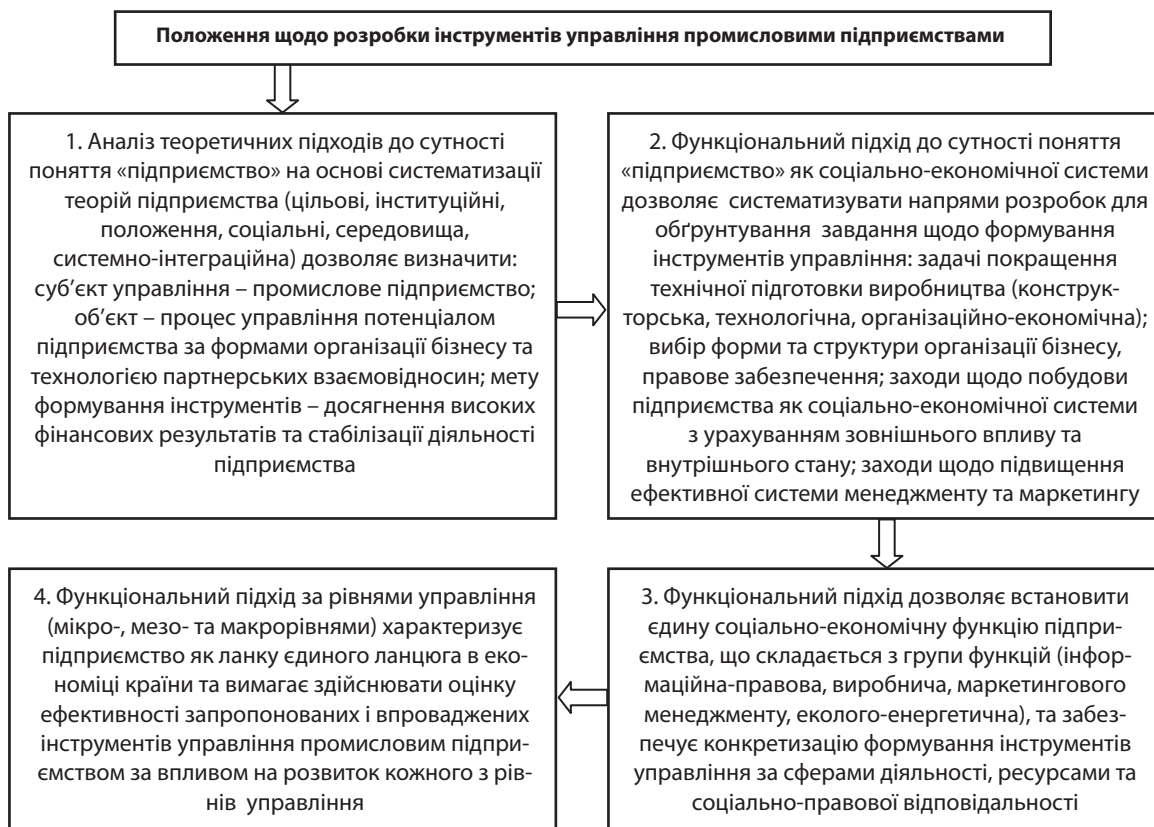 Положення щодо розробки інструментів управління промисловими підприємствами
1. Аналіз теоретичних підходів до сутності
поняття «підприємство» на основі систематизації
теорій підприємства (цільові, інституційні,
положення, соціальні, середовища,
системно-інтеграційна) дозволяє визначити:
суб’єкт управління – промислове підприємство;
об’єкт – процес управління потенціалом
підприємства за формами організації бізнесу та
технологією партнерських взаємовідносин; мету
формування інструментів – досягнення високих
фінансових результатів та стабілізації діяльності
підприємства
2. Функціональний підхід до сутності поняття
«підприємство» як соціально-економічної системи
дозволяє систематизувати напрями розробок для
обґрунтування завдання щодо формування
інструментів управління: задачі покращення
технічної підготовки виробництва (конструк-
торська, технологічна, організаційно-економічна);
вибір форми та структури організації бізнесу,
правове забезпечення; заходи щодо побудови
підприємства як соціально-економічної системи
з урахуванням зовнішнього впливу та
внутрішнього стану; заходи щодо підвищення
ефективної системи менеджменту та маркетингу
3. Функціональний підхід дозволяє встановити
єдину соціально-економічну функцію підпри-
ємства, що складається з групи функцій (інфор-
маційна-правова, виробнича, маркетингового
менеджменту, еколого-енергетична), та забез-
печує конкретизацію формування інструментів
управління за сферами діяльності, ресурсами та
соціально-правової відповідальності
4. Функціональний підхід за рівнями управління
(мікро-, мезо- та макрорівнями) характеризує
підприємство як ланку єдиного ланцюга в еко-
номіці країни та вимагає здійснювати оцінку
ефективності запропонованих і впроваджених
інструментів управління промисловим підпри-
ємством за впливом на розвиток кожного з рів-
нів управління